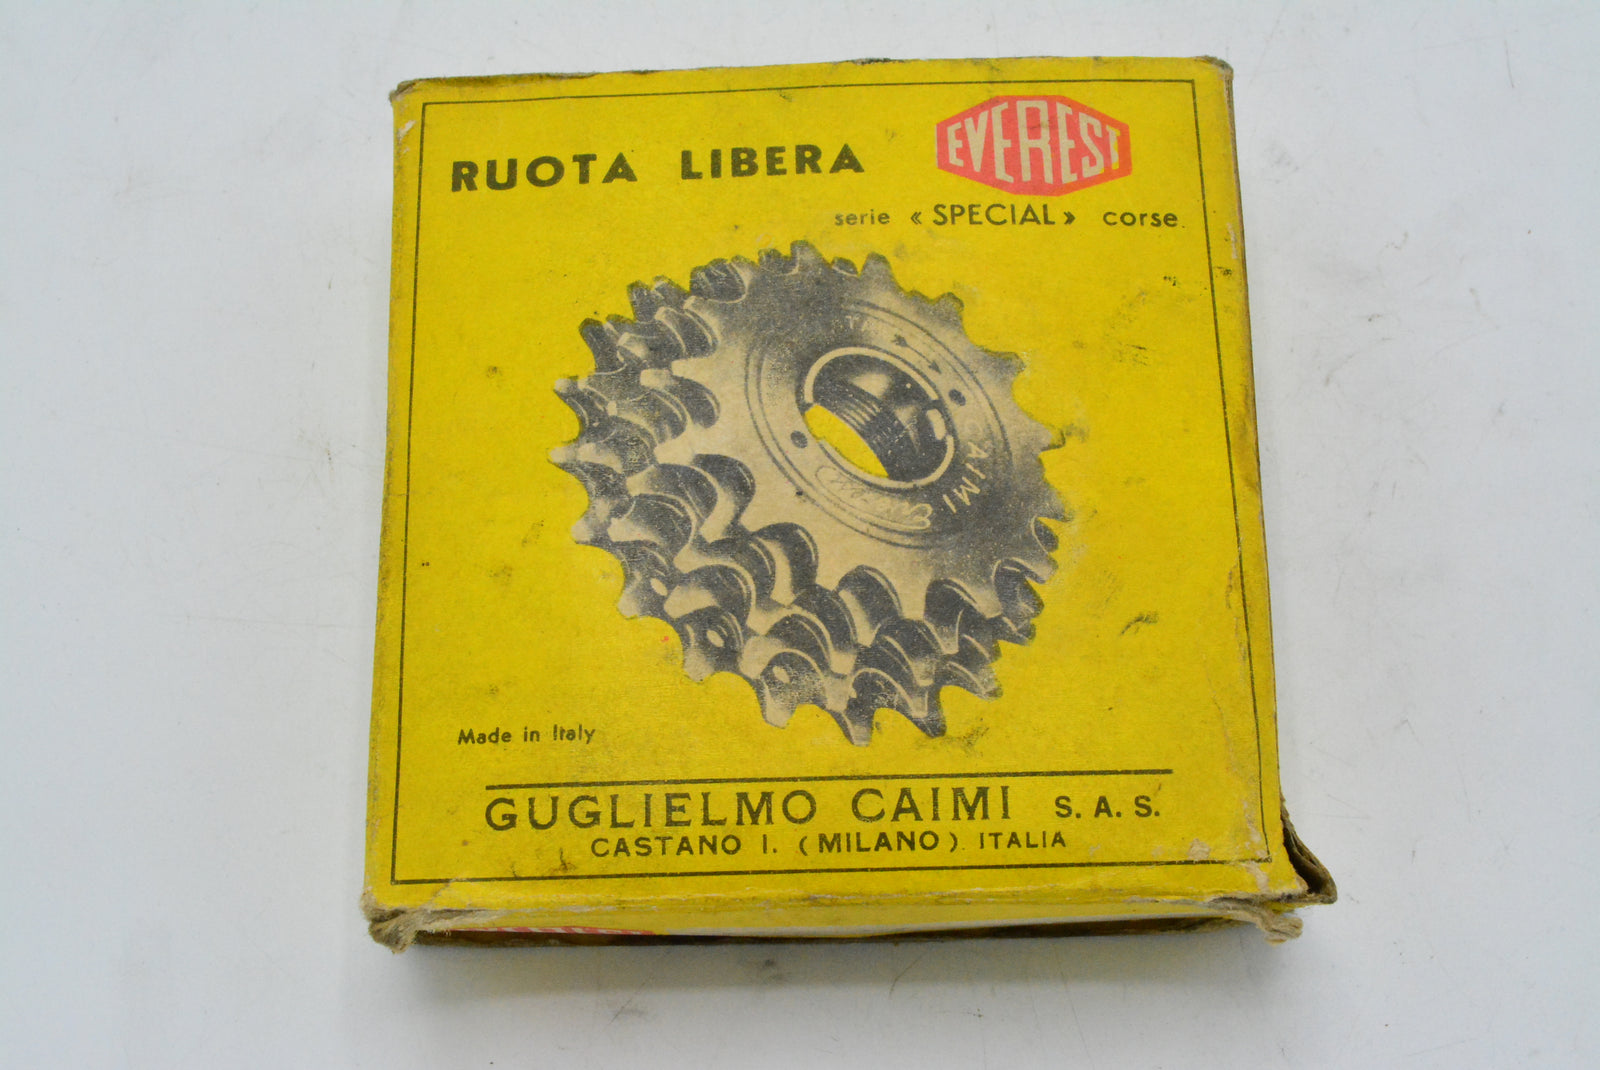 RUOTA LIBERA
EVEREST
serie « SPECIAL » corse
CAIMI
Made in Italy
GUGLIELMO CAIMI S. A. S.
CASTANO I. ( MILANO ) ITALIA